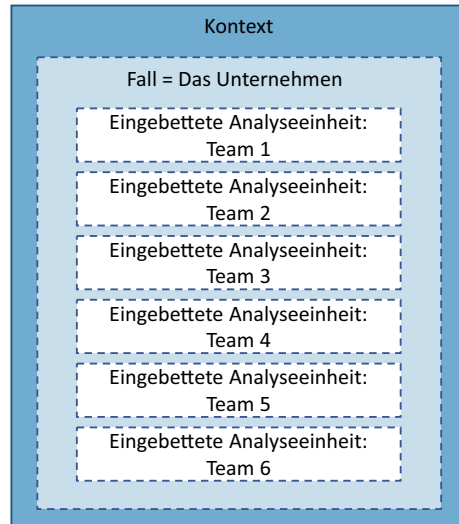 Kontext
Fall = Das Unternehmen
Eingebettete Analyseeinheit:
Team 1
Eingebettete Analyseeinheit:
Team 2
Eingebettete Analyseeinheit:
Team 3
Eingebettete Analyseeinheit:
Team 4
Eingebettete Analyseeinheit:
Team 5
Eingebettete Analyseeinheit:
Team 6